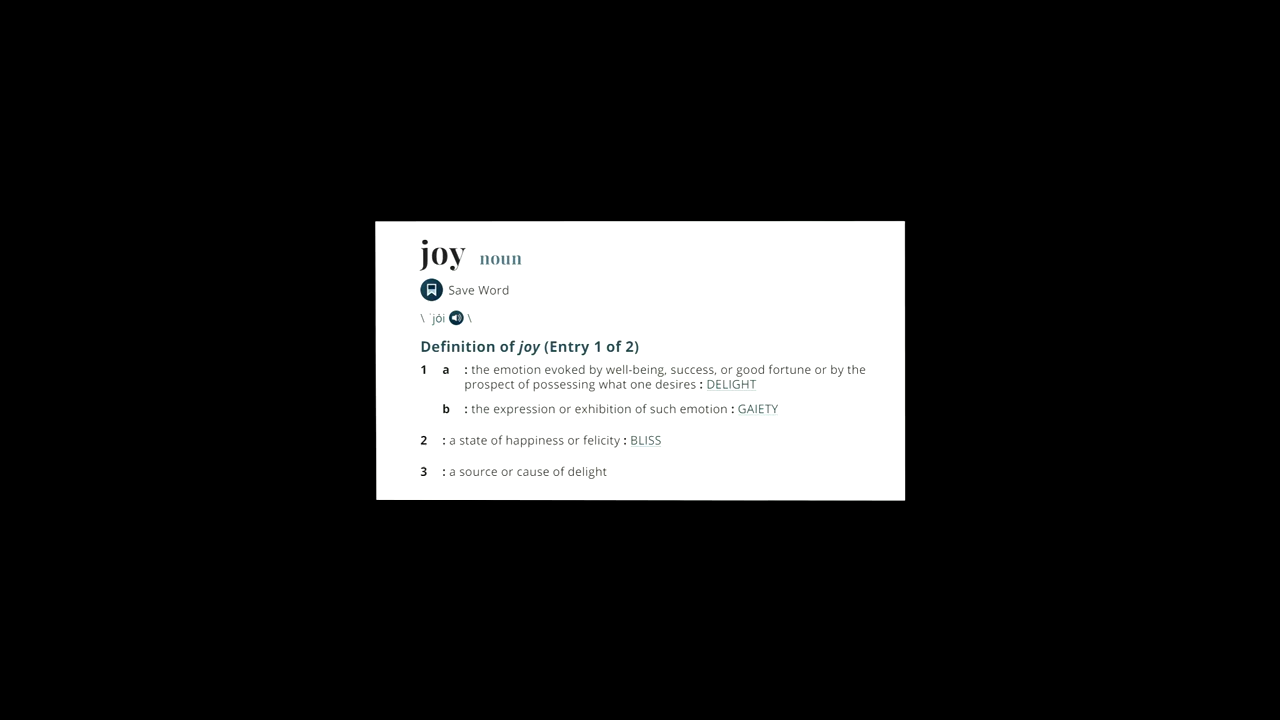 joy noun
Save Word
\ ˈjȯi \
Definition of joy (Entry 1 of 2)
1 a : the emotion evoked by well-being, success, or good fortune or by the
prospect of possessing what one desires : DELIGHT
b : the expression or exhibition of such emotion : GAIETY
2 : a state of happiness or felicity : BLISS
3 : a source or cause of delight